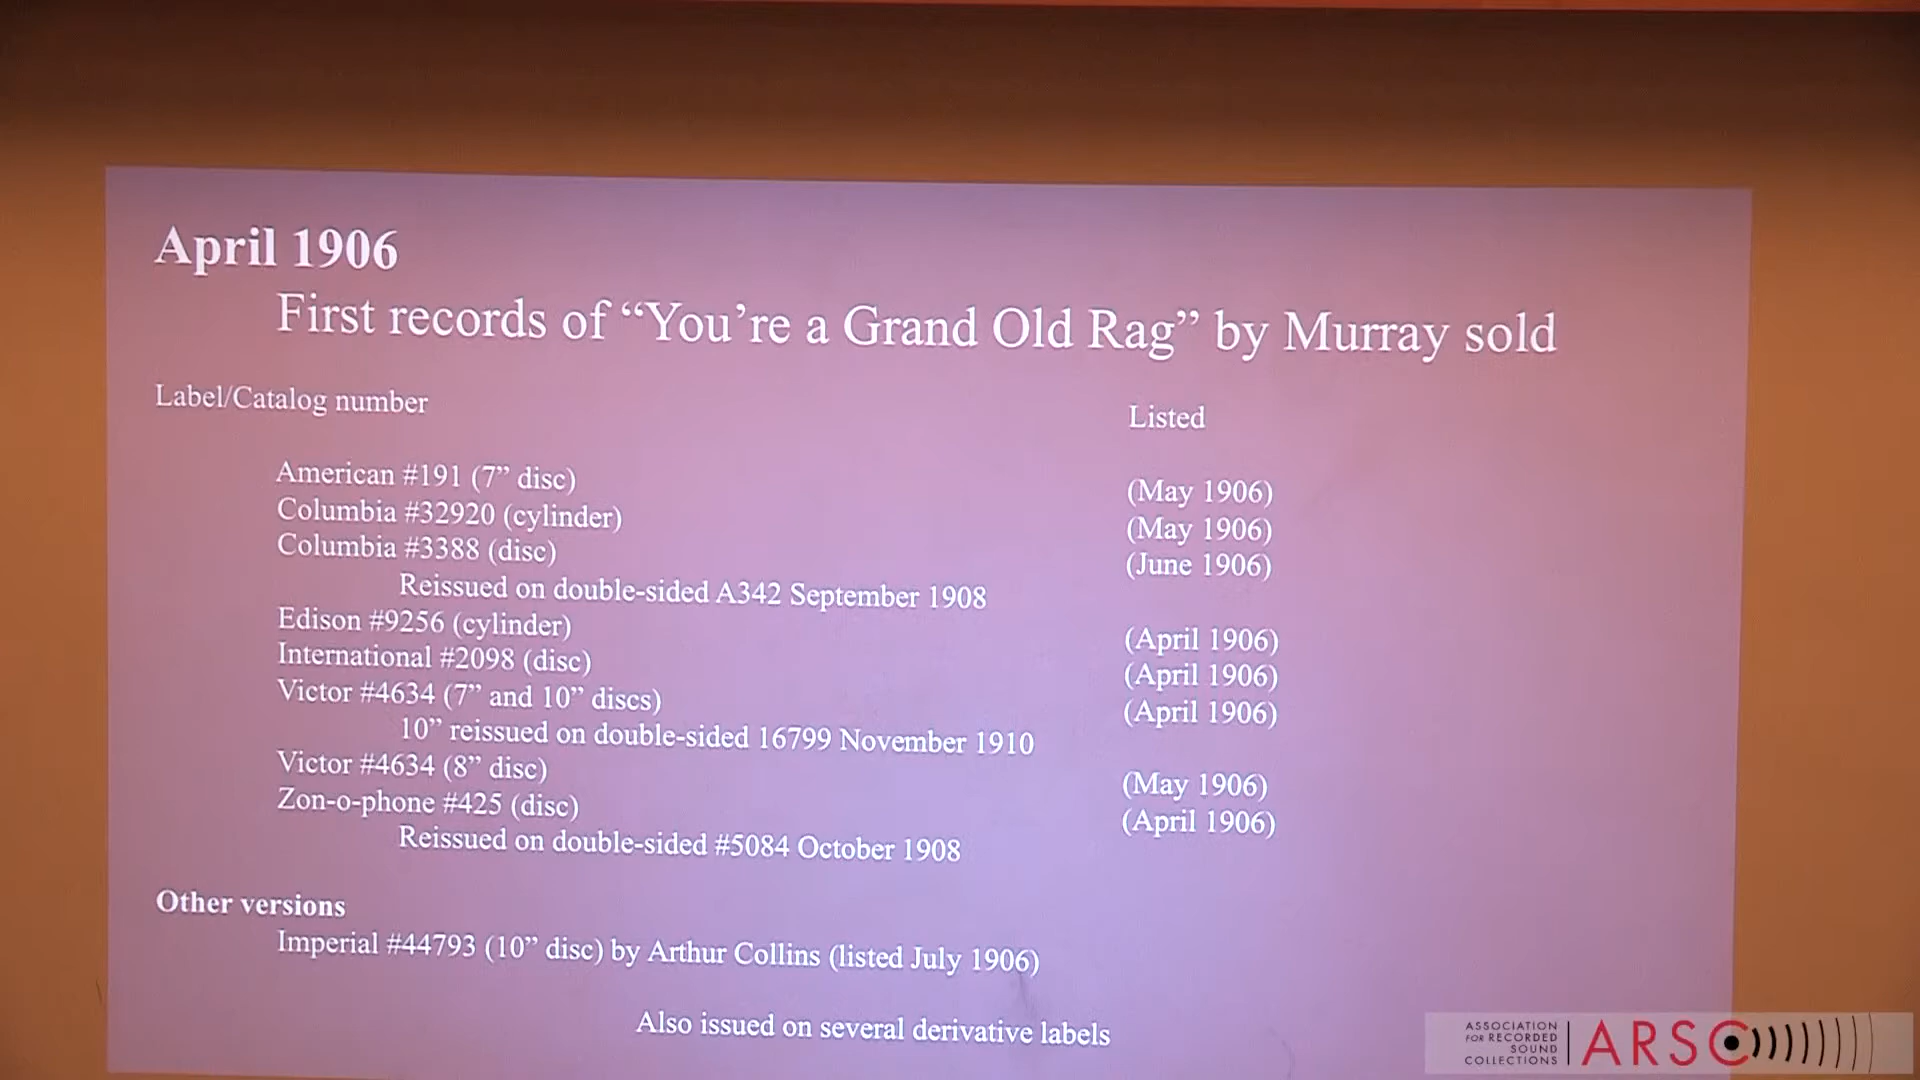 April 1906
First records of “You’re a Grand Old Rag” by Murray sold
Label/Catalog number Listed
American #191 (7” disc) (May 1906)
Columbia #32920 (cylinder) (May 1906)
Columbia #3388 (disc) (June 1906)
Reissued on double-sided A342 September 1908
Edison #9256 (cylinder) (April 1906)
International #2098 (disc) (April 1906)
Victor #4634 (7” and 10” discs) (April 1906)
10” reissued on double-sided 16799 November 1910
Victor #4634 (8” disc) (May 1906)
Zon-o-phone #425 (disc) (April 1906)
Reissued on double-sided #5084 October 1908
Other versions
Imperial #44793 (10” disc) by Arthur Collins (listed July 1906)
Also issued on several derivative labels
ASSOCIATION
FOR RECORDED
SOUND
COLLECTIONS
ARSC